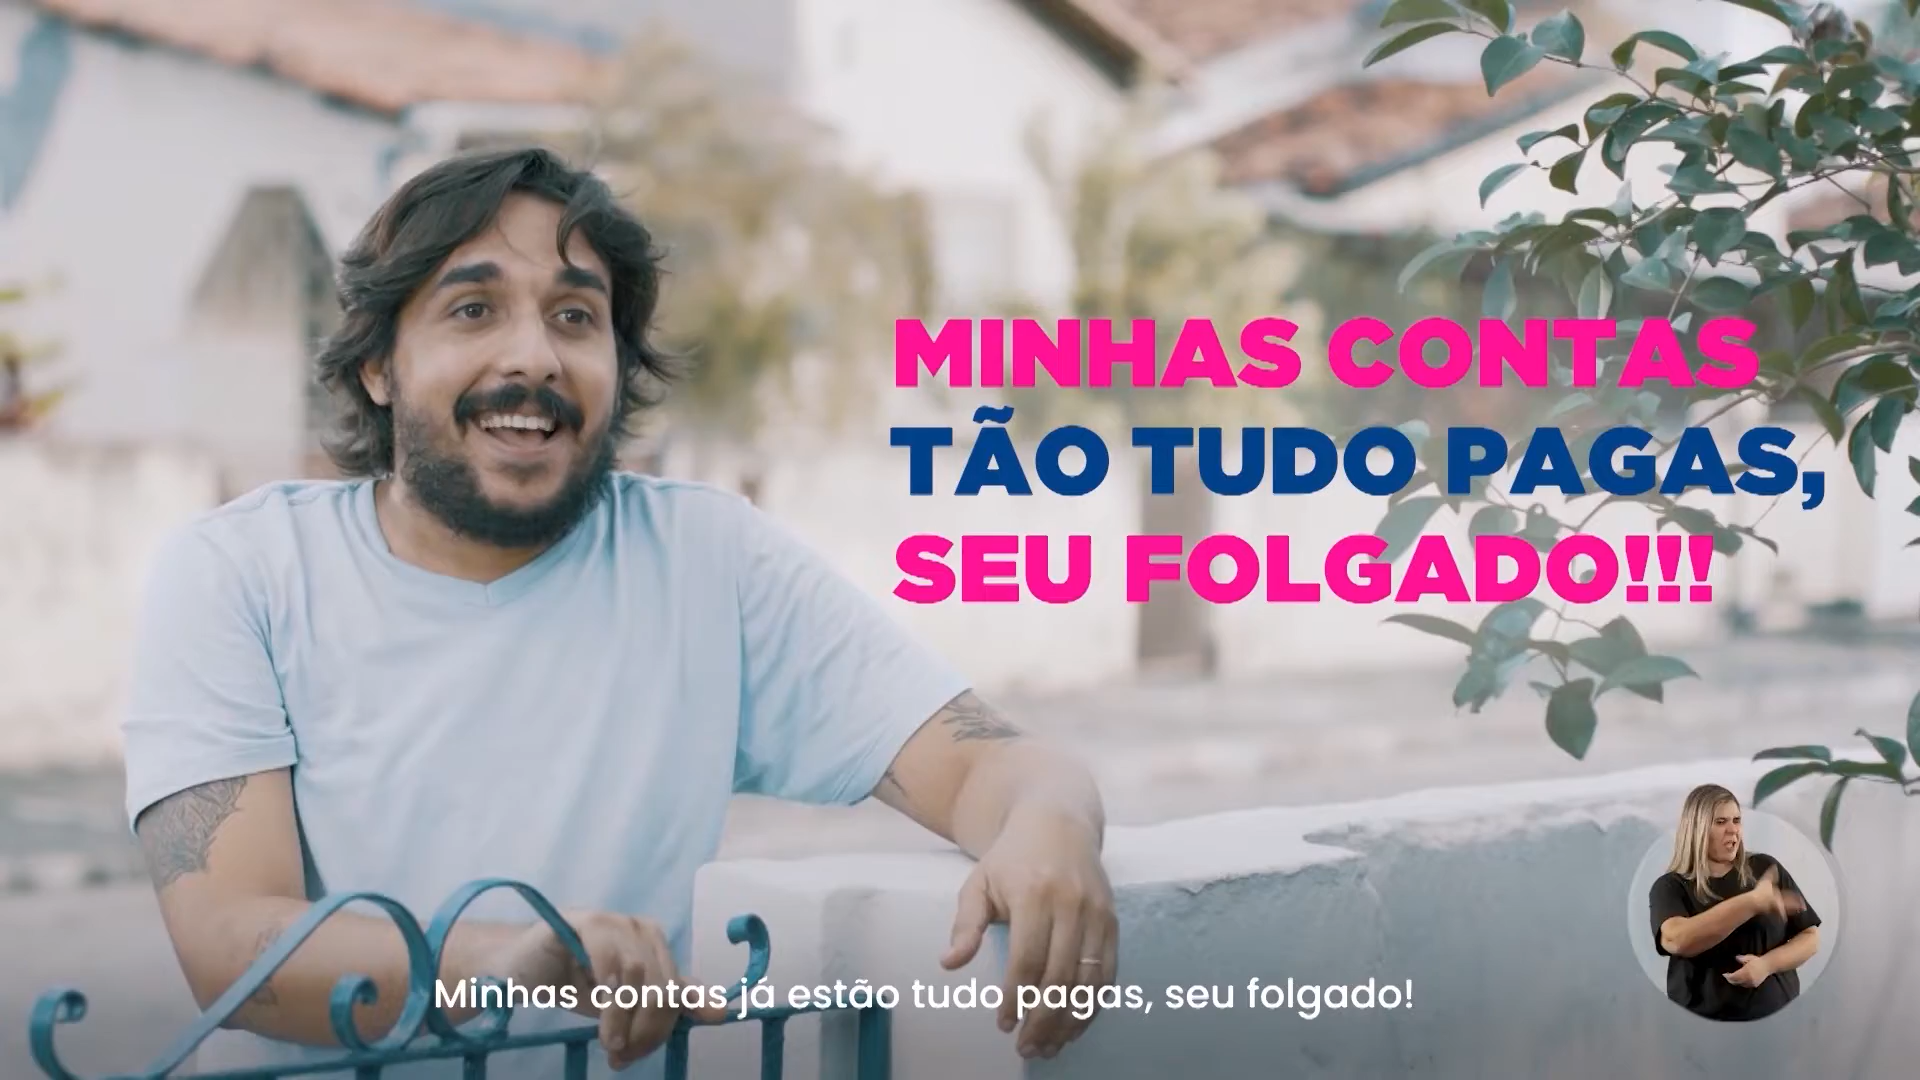 MINHAS CONTAS
TÃO TUDO PAGAS,
SEU FOLGADO!!!
Minhas contas já estão tudo pagas, seu folgado!